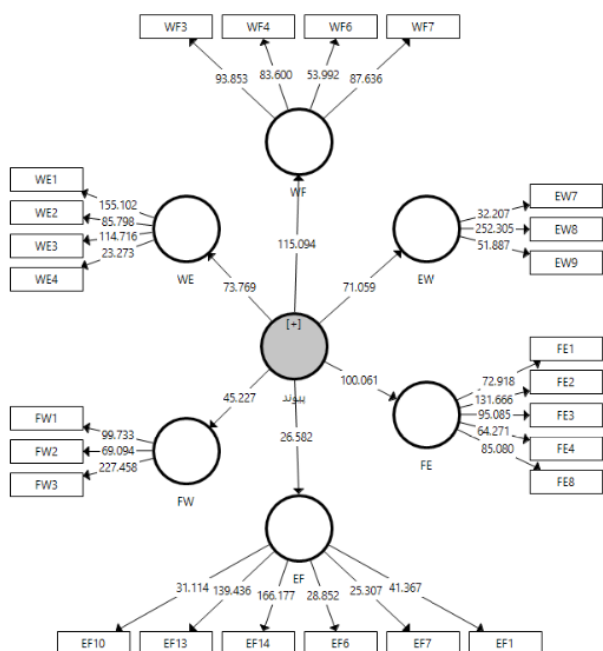 WF3 WF4 WF6 WF7
93.853 83.600 53.992 87.636
WF
WE1
WE2
WE3
WE4
155.102
85.798
114.716
23.273
WE
EW7
EW8
EW9
32.207
252.305
51.887
EW
115.094
73.769
71.059
[+]
پیوند
45.227
100.061
26.582
FW1
FW2
FW3
99.733
69.094
227.458
FW
FE1
FE2
FE3
FE4
FE8
72.918
131.666
95.085
64.271
85.080
FE
EF
31.114 139.436 166.177 28.852 25.307 41.367
EF10 EF13 EF14 EF6 EF7 EF1